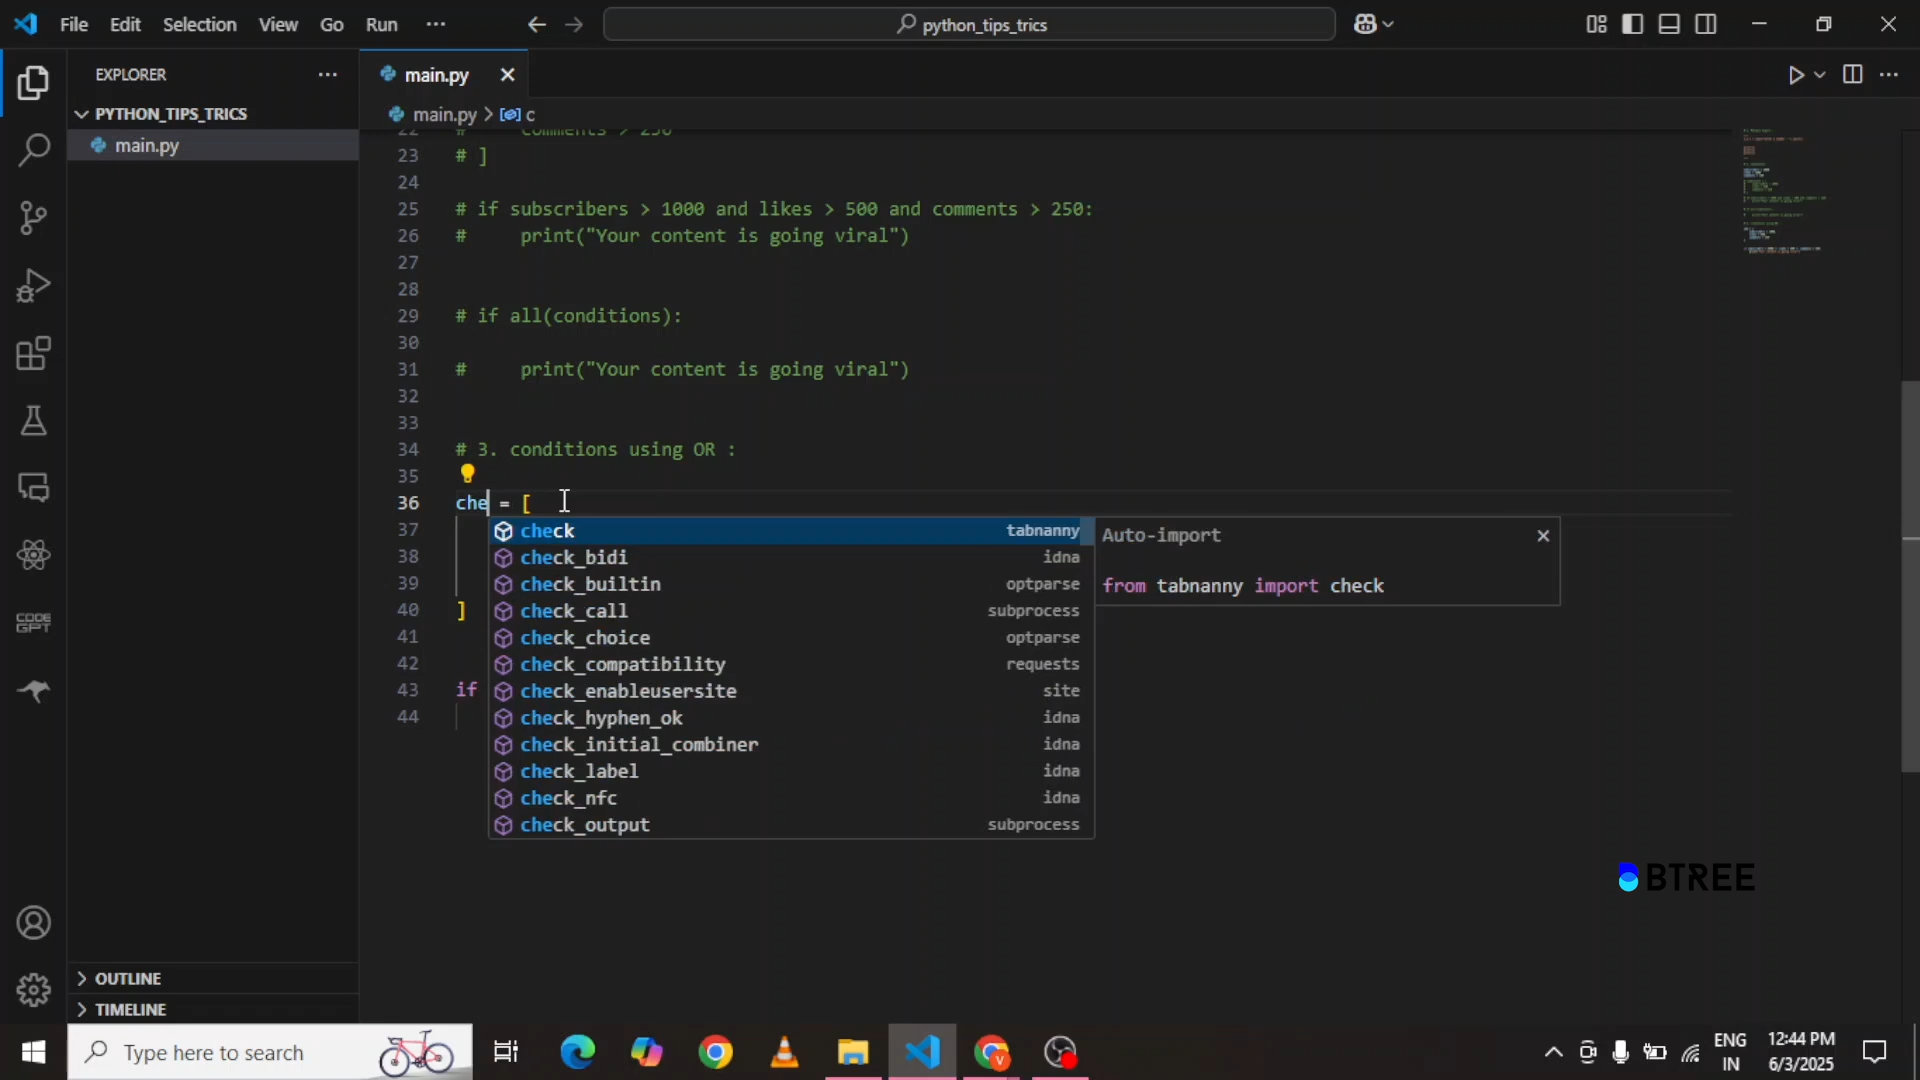 File Edit Selection View Go Run ···
python_tips_trics
EXPLORER ···
PYTHON_TIPS_TRICS
main.py
main.py
main.py > c
22 # comments > 250
23 # ]
24
25 # if subscribers > 1000 and likes > 500 and comments > 250:
26 # print("Your content is going viral")
27
28
29 # if all(conditions):
30
31 # print("Your content is going viral")
32
33
34 # 3. conditions using OR :
35
36 che = [
37
38
39
40 ]
41
42
43 if
44
check tabnanny
check_bidi idna
check_builtin optparse
check_call subprocess
check_choice optparse
check_compatibility requests
check_enableusersite site
check_hyphen_ok idna
check_initial_combiner idna
check_label idna
check_nfc idna
check_output subprocess
Auto-import
from tabnanny import check
CODE
GPT
BTREE
OUTLINE
TIMELINE
Type here to search
V
ENG
IN
12:44 PM
6/3/2025